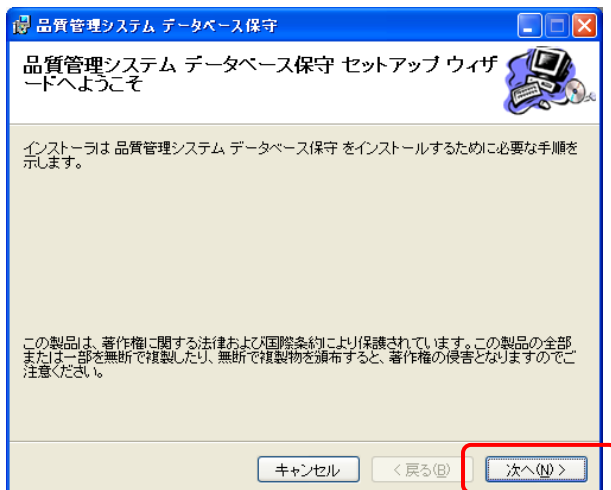 品質管理システム データベース保守
品質管理システム データベース保守 セットアップ ウィザ
ードへようこそ
インストーラは 品質管理システム データベース保守 をインストールするために必要な手順を
示します。
この製品は、著作権に関する法律および国際条約により保護されています。この製品の全部
または一部を無断で複製したり、無断で複製物を頒布すると、著作権の侵害となりますのでご
注意ください。
キャンセル
< 戻る(B)
次へ(N) >